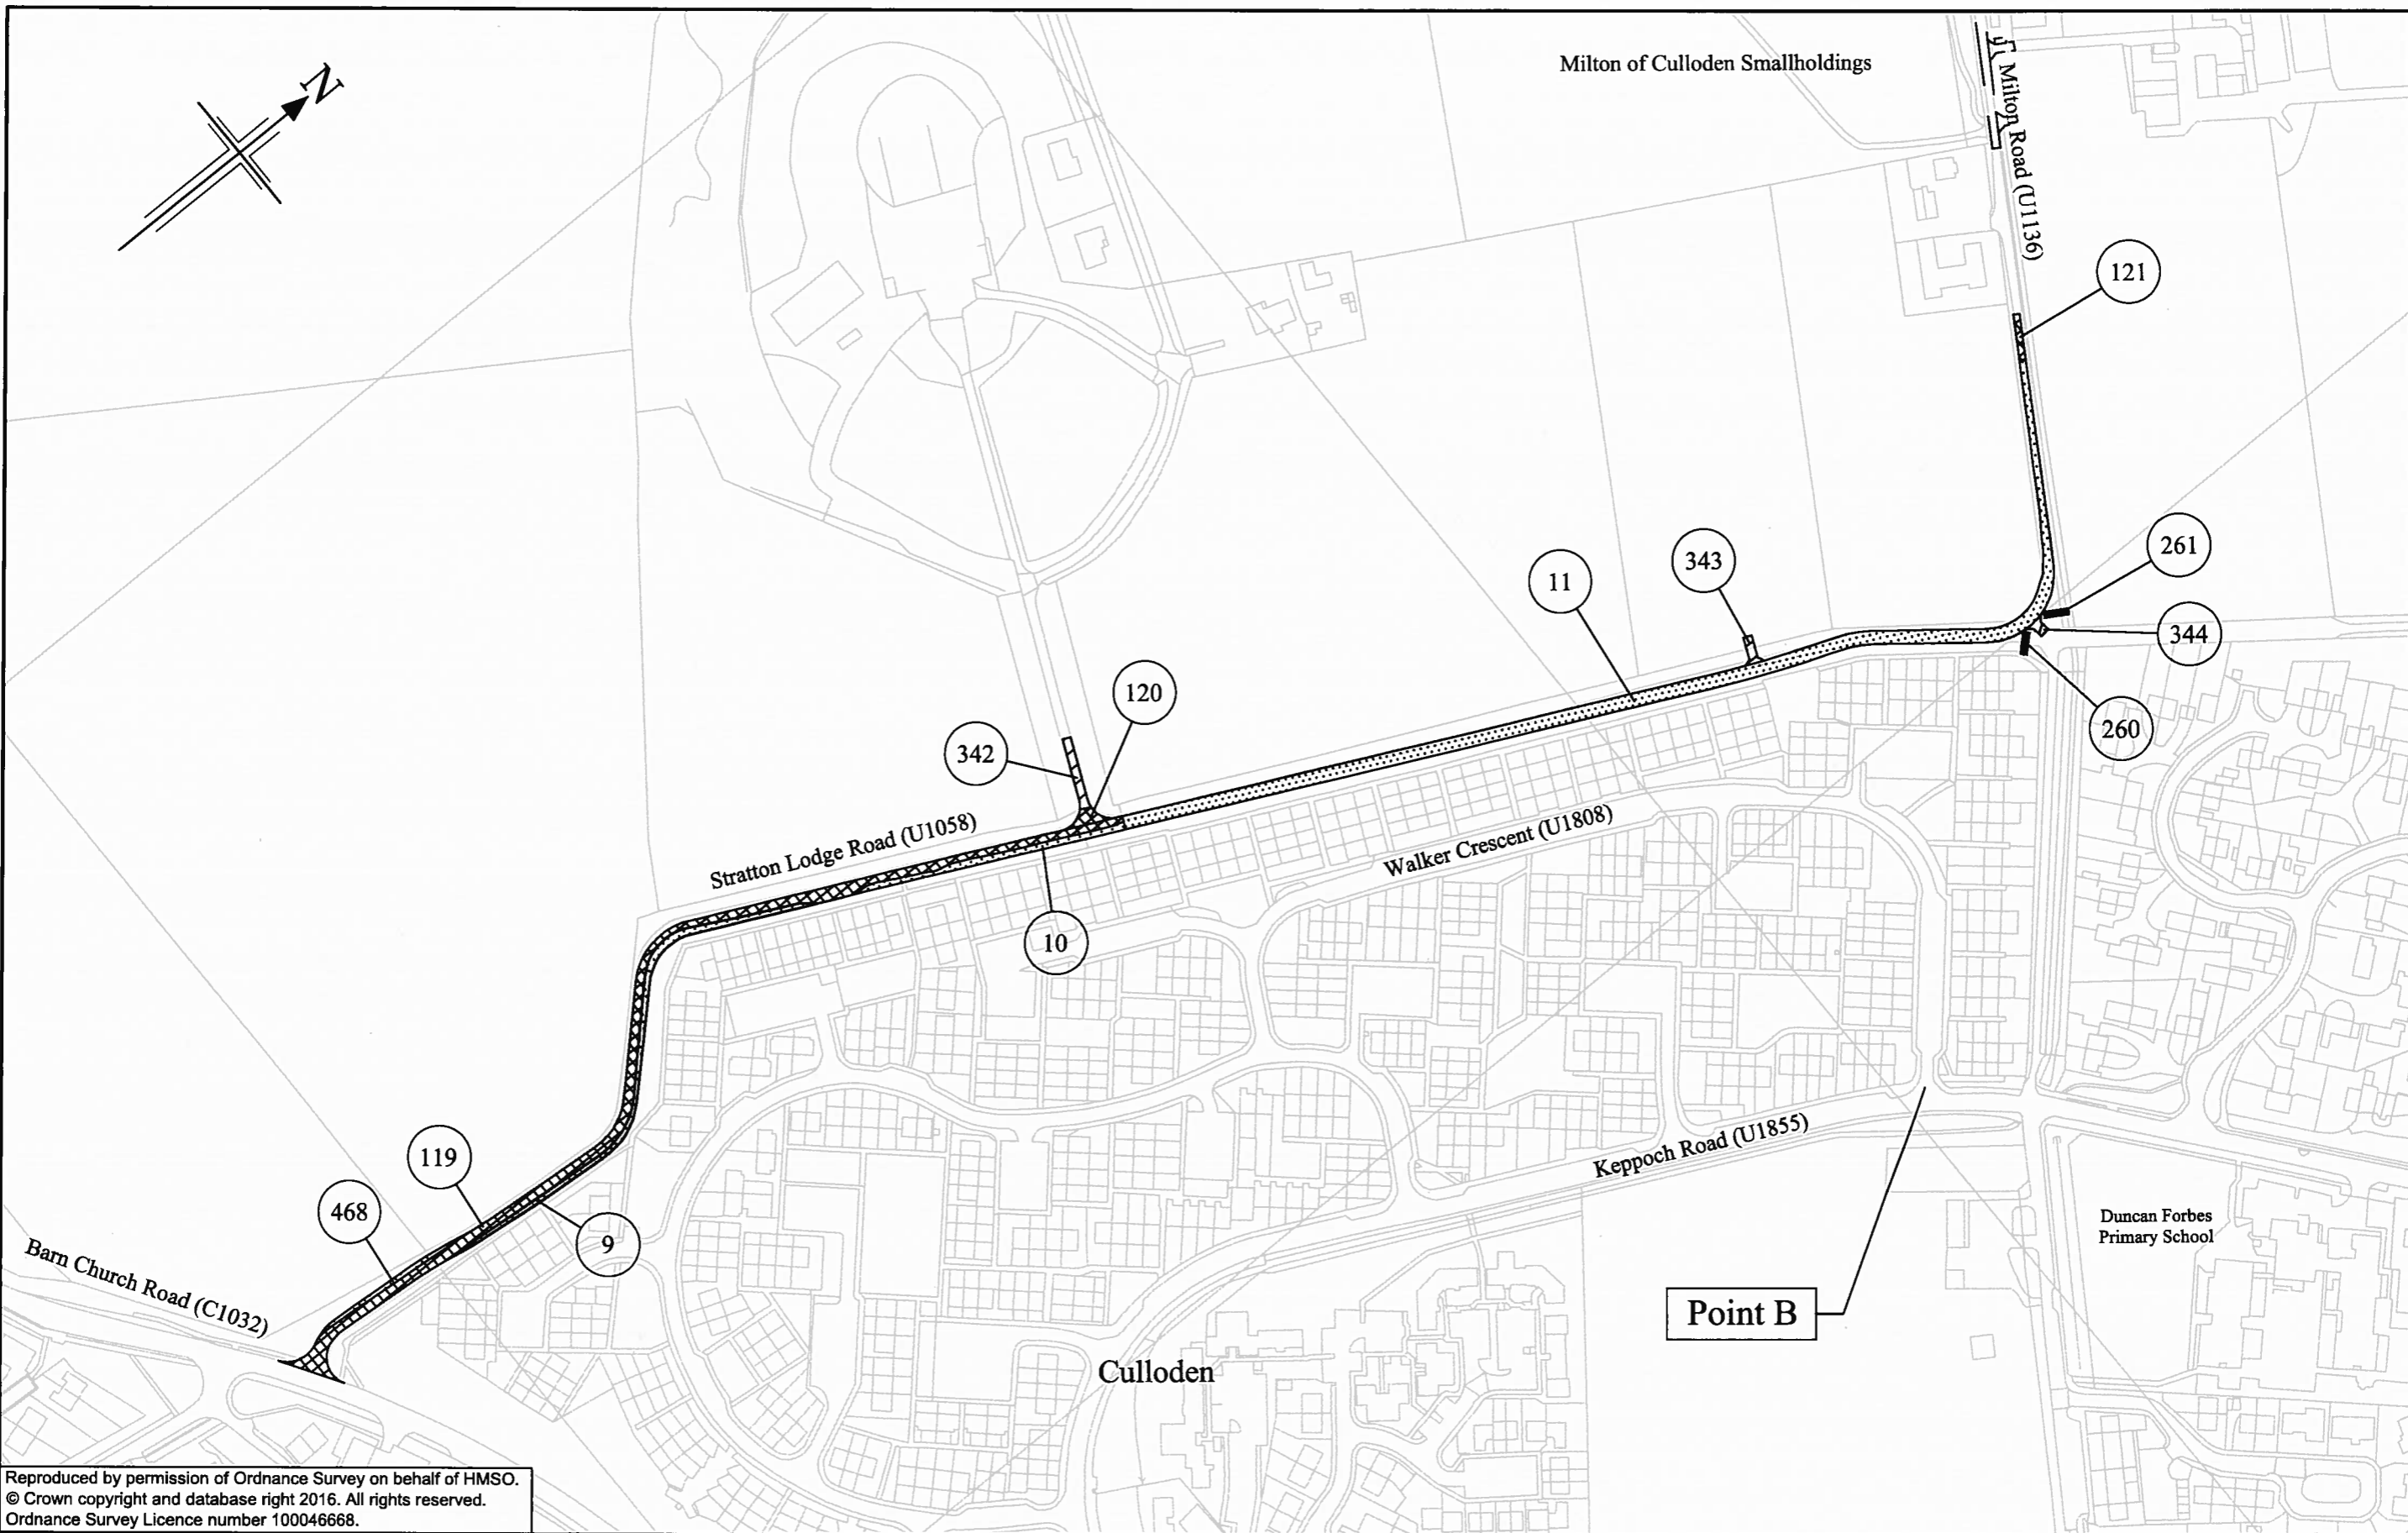 N
Milton of Culloden Smallholdings
Milton Road (U1136)
121
261
343
11
344
120
260
342
Stratton Lodge Road (U1058)
Walker Crescent (U1808)
10
Keppoch Road (U1855)
119
468
9
Duncan Forbes
Primary School
Barn Church Road (C1032)
Point B
Culloden
Reproduced by permission of Ordnance Survey on behalf of HMSO.
© Crown copyright and database right 2016. All rights reserved.
Ordnance Survey Licence number 100046668.